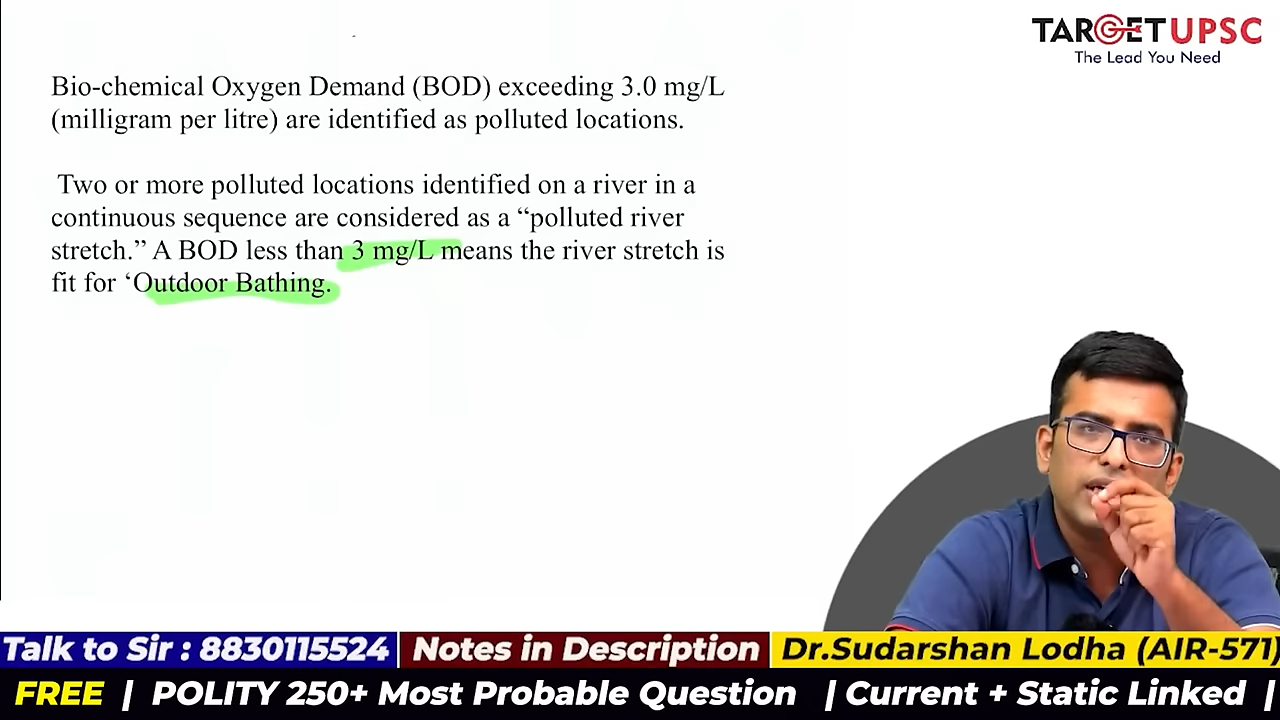 TARGET UPSC
The Lead You Need
Bio-chemical Oxygen Demand (BOD) exceeding 3.0 mg/L
(milligram per litre) are identified as polluted locations.
Two or more polluted locations identified on a river in a
continuous sequence are considered as a “polluted river
stretch.” A BOD less than 3 mg/L means the river stretch is
fit for ‘Outdoor Bathing.
Talk to Sir : 8830115524 Notes in Description Dr.Sudarshan Lodha (AIR-571)
FREE | POLITY 250+ Most Probable Question | Current + Static Linked |